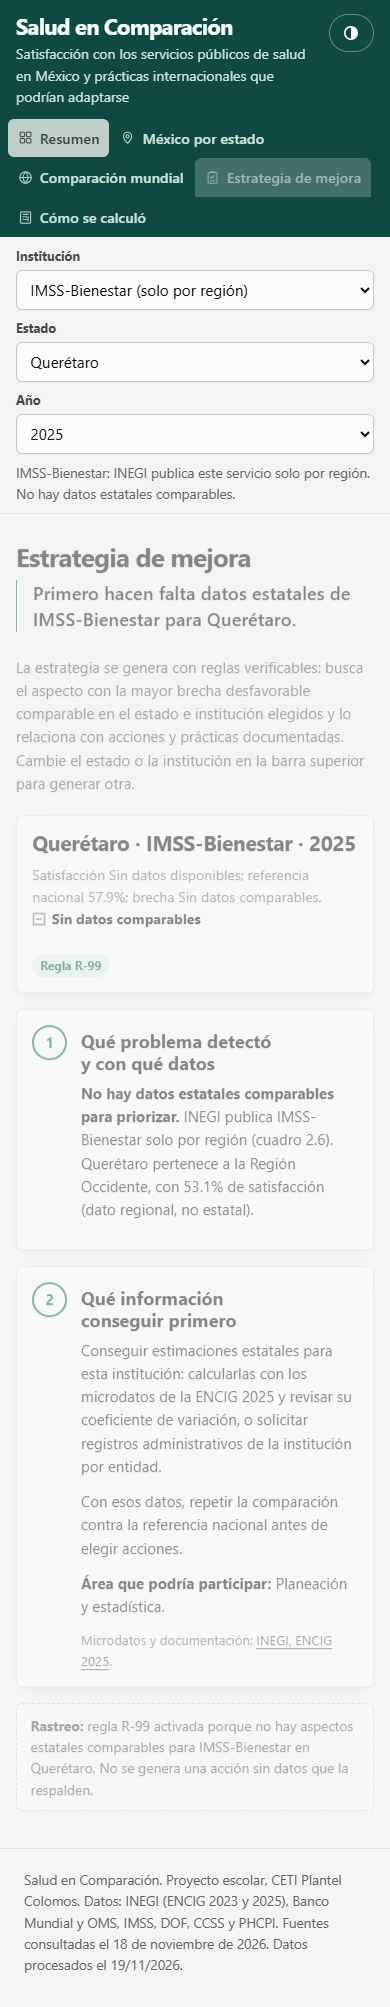 Salud en Comparación
Satisfacción con los servicios públicos de salud
en México y prácticas internacionales que
podrían adaptarse
Resumen
México por estado
Comparación mundial
Estrategia de mejora
Cómo se calculó
Institución
IMSS-Bienestar (solo por región)
Estado
Querétaro
Año
2025
IMSS-Bienestar: INEGI publica este servicio solo por región.
No hay datos estatales comparables.
Estrategia de mejora
Primero hacen falta datos estatales de
IMSS-Bienestar para Querétaro.
La estrategia se genera con reglas verificables: busca
el aspecto con la mayor brecha desfavorable
comparable en el estado e institución elegidos y lo
relaciona con acciones y prácticas documentadas.
Cambie el estado o la institución en la barra superior
para generar otra.
Querétaro · IMSS-Bienestar · 2025
Satisfacción Sin datos disponibles; referencia
nacional 57.9%; brecha Sin datos comparables.
Sin datos comparables
Regla R-99
1
Qué problema detectó
y con qué datos
No hay datos estatales comparables
para priorizar. INEGI publica IMSS-
Bienestar solo por región (cuadro 2.6).
Querétaro pertenece a la Región
Occidente, con 53.1% de satisfacción
(dato regional, no estatal).
2
Qué información
conseguir primero
Conseguir estimaciones estatales para
esta institución: calcularlas con los
microdatos de la ENCIG 2025 y revisar su
coeficiente de variación, o solicitar
registros administrativos de la institución
por entidad.
Con esos datos, repetir la comparación
contra la referencia nacional antes de
elegir acciones.
Área que podría participar: Planeación
y estadística.
Microdatos y documentación: INEGI, ENCIG
2025.
Rastreo: regla R-99 activada porque no hay aspectos
estatales comparables para IMSS-Bienestar en
Querétaro. No se genera una acción sin datos que la
respalden.
Salud en Comparación. Proyecto escolar, CETI Plantel
Colomos. Datos: INEGI (ENCIG 2023 y 2025), Banco
Mundial y OMS, IMSS, DOF, CCSS y PHCPI. Fuentes
consultadas el 18 de noviembre de 2026. Datos
procesados el 19/11/2026.